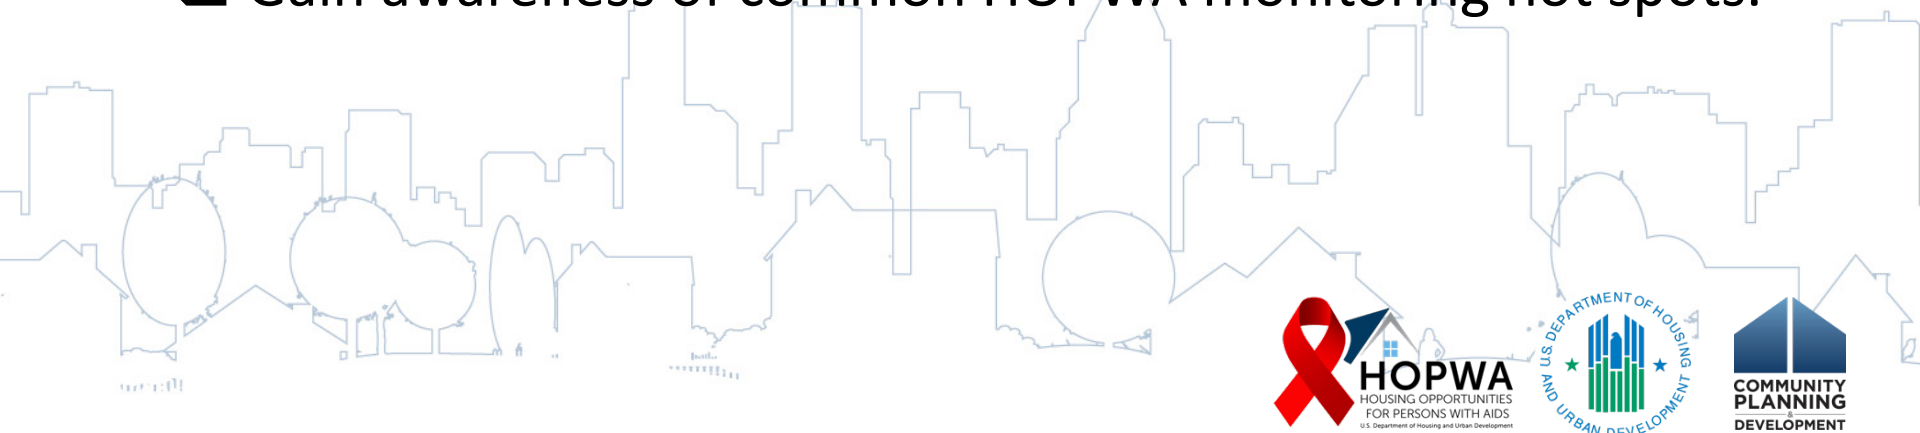 Gain awareness of common HOPWA monitoring hot spots.
HOPWA
HOUSING OPPORTUNITIES
FOR PERSONS WITH AIDS
U.S. Department of Housing and Urban Development
U.S. DEPARTMENT OF HOUSING
AND URBAN DEVELOPMENT
COMMUNITY
PLANNING
&
DEVELOPMENT